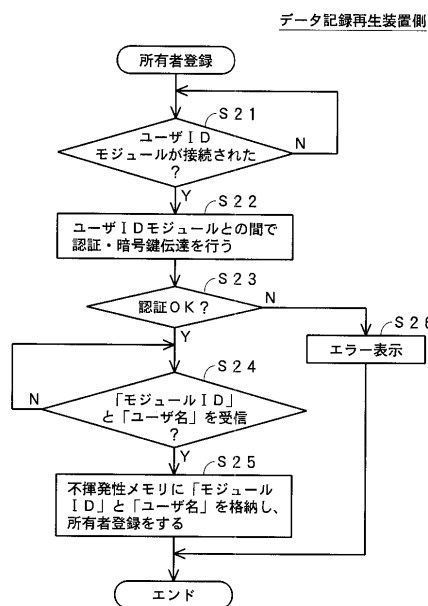 データ記録再生装置側
所有者登録
S21
ユーザID
モジュールが接続された
?
N
Y
S22
ユーザIDモジュールとの間で
認証・暗号鍵伝達を行う
S23
認証OK?
N
Y
S26
エラー表示
S24
「モジュールID」
と「ユーザ名」を受信
?
N
Y
S25
不揮発性メモリに「モジュール
ID」と「ユーザ名」を格納し、
所有者登録をする
エンド